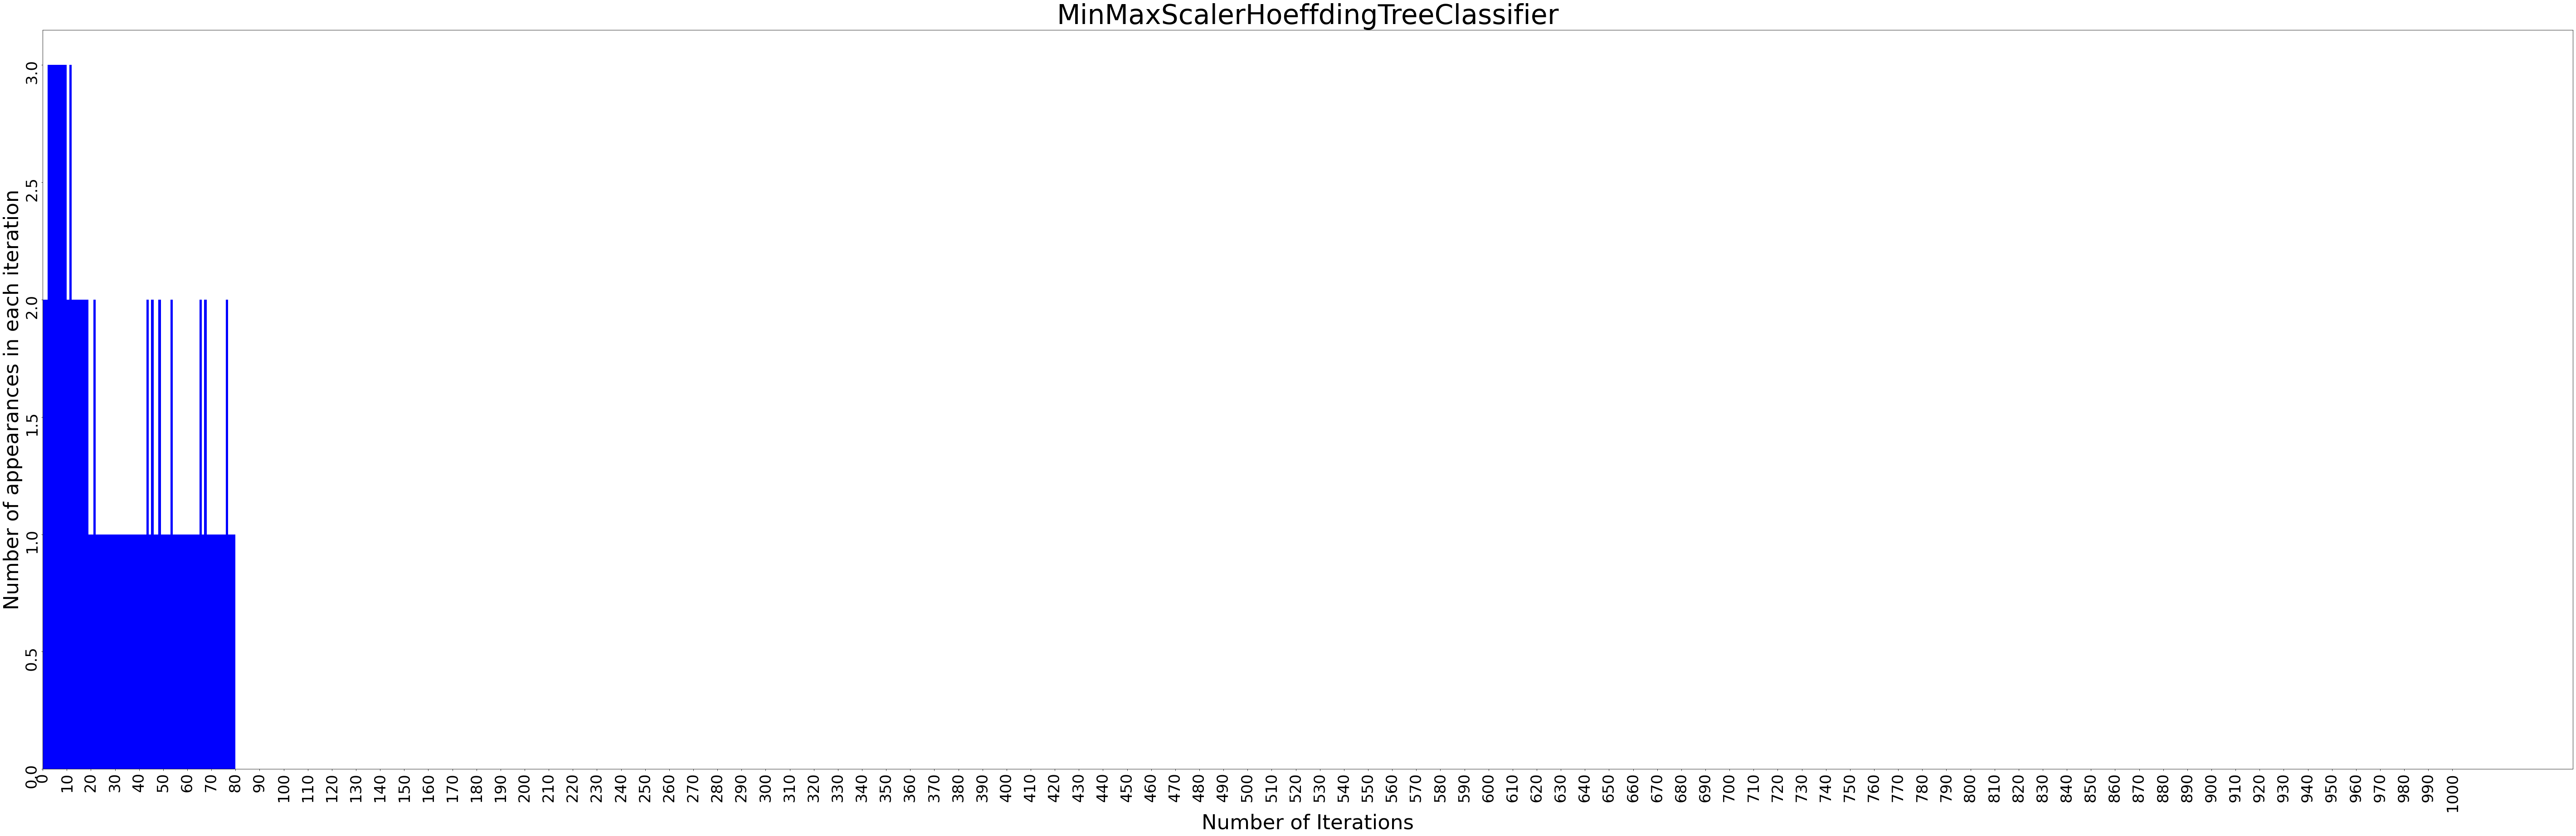 MinMaxScalerHoeffdingTreeClassifier
Number of appearances in each iteration
3.0
2.5
2.0
1.5
1.0
0.5
0.0
0 10 20 30 40 50 60 70 80 90 100 110 120 130 140 150 160 170 180 190 200 210 220 230 240 250 260 270 280 290 300 310 320 330 340 350 360 370 380 390 400 410 420 430 440 450 460 470 480 490 500 510 520 530 540 550 560 570 580 590 600 610 620 630 640 650 660 670 680 690 700 710 720 730 740 750 760 770 780 790 800 810 820 830 840 850 860 870 880 890 900 910 920 930 940 950 960 970 980 990 1000
Number of Iterations